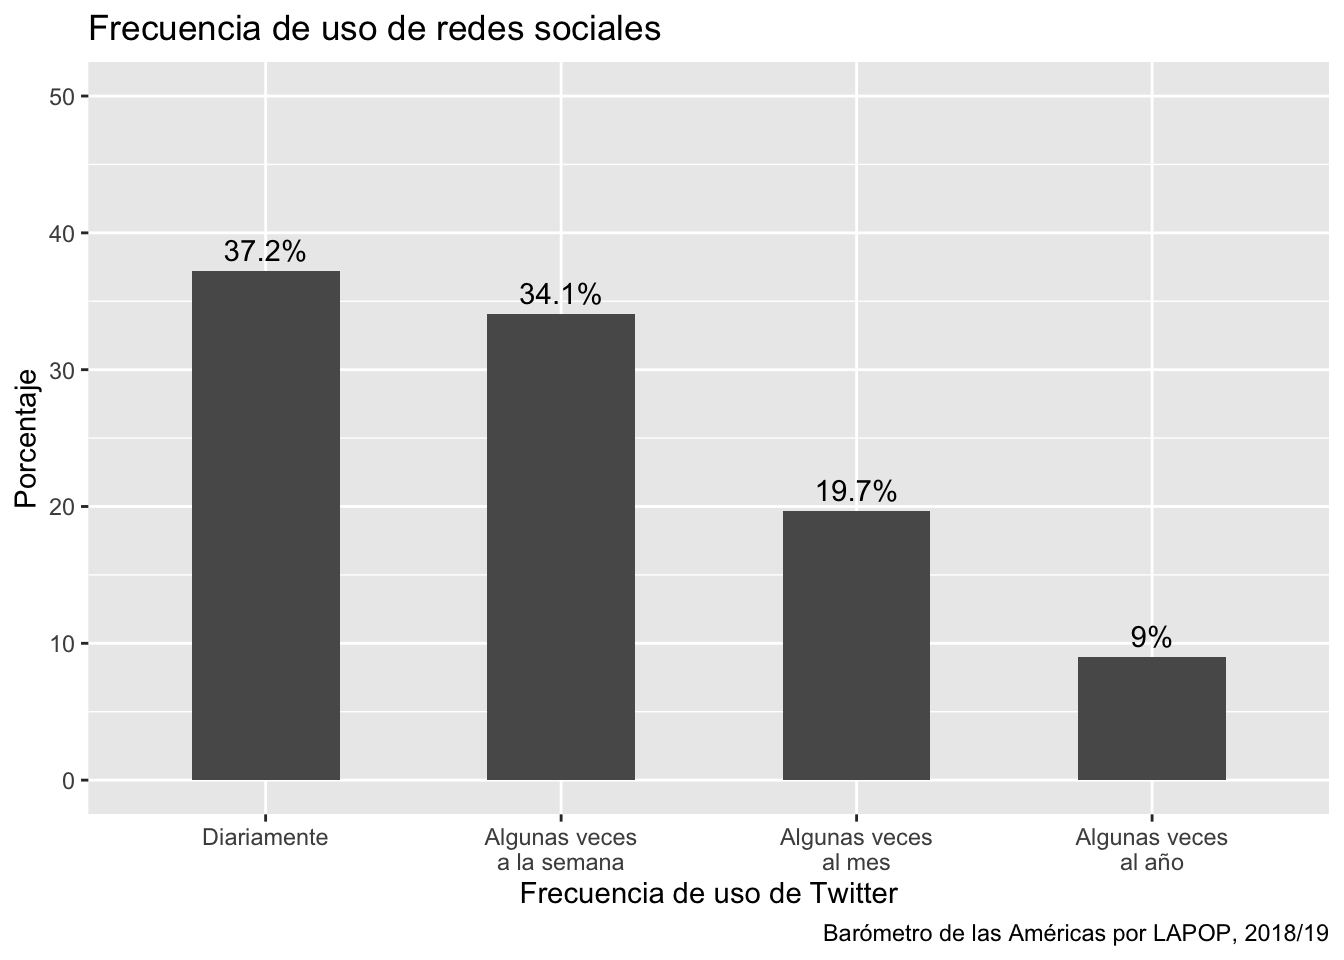 Frecuencia de uso de redes sociales
50
40
30
20
10
0
Porcentaje
37.2%
34.1%
19.7%
9%
Diariamente
Algunas veces
a la semana
Algunas veces
al mes
Algunas veces
al año
Frecuencia de uso de Twitter
Barómetro de las Américas por LAPOP, 2018/19